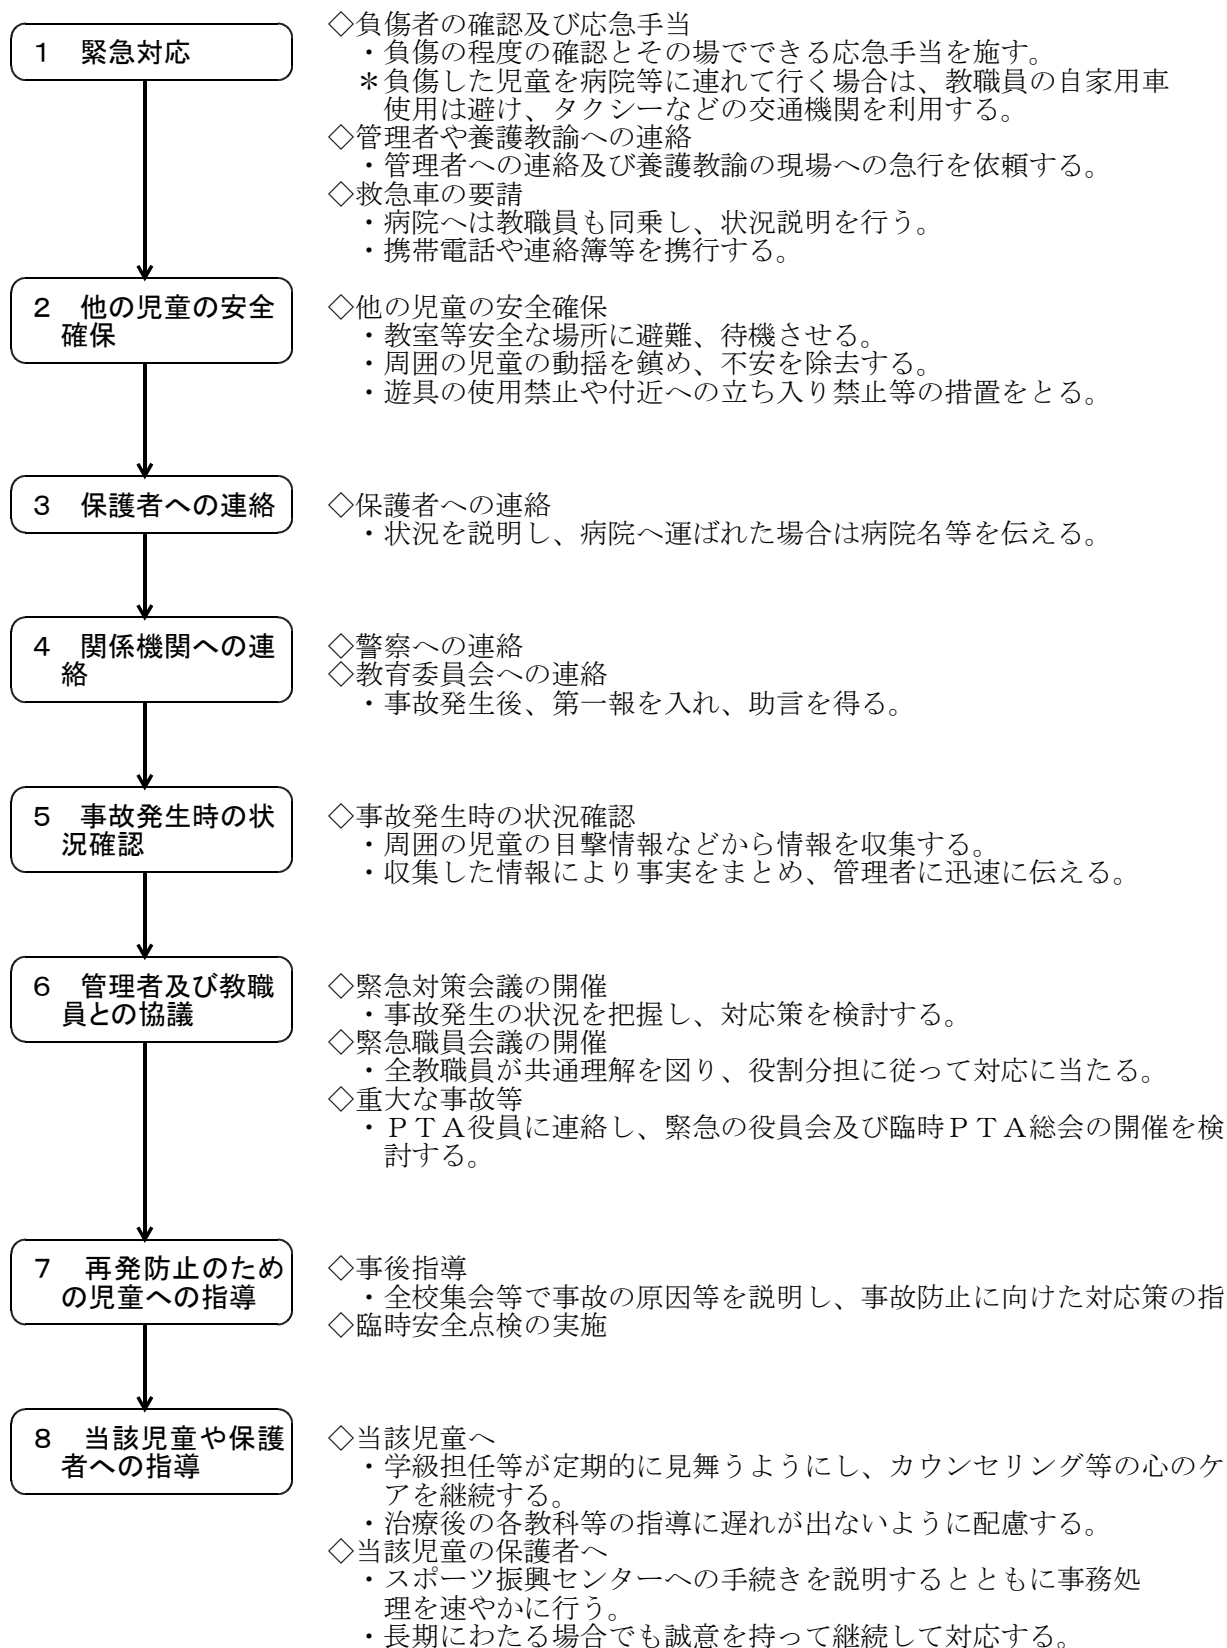 1 緊急対応
◇負傷者の確認及び応急手当
・負傷の程度の確認とその場でできる応急手当を施す。
＊負傷した児童を病院等に連れて行く場合は、教職員の自家用車
使用は避け、タクシーなどの交通機関を利用する。
◇管理者や養護教諭への連絡
・管理者への連絡及び養護教諭の現場への急行を依頼する。
◇救急車の要請
・病院へは教職員も同乗し、状況説明を行う。
・携帯電話や連絡簿等を携行する。
2 他の児童の安全
確保
◇他の児童の安全確保
・教室等安全な場所に避難、待機させる。
・周囲の児童の動揺を鎮め、不安を除去する。
・遊具の使用禁止や付近への立ち入り禁止等の措置をとる。
3 保護者への連絡
◇保護者への連絡
・状況を説明し、病院へ運ばれた場合は病院名等を伝える。
4 関係機関への連
絡
◇警察への連絡
◇教育委員会への連絡
・事故発生後、第一報を入れ、助言を得る。
5 事故発生時の状
況確認
◇事故発生時の状況確認
・周囲の児童の目撃情報などから情報を収集する。
・収集した情報により事実をまとめ、管理者に迅速に伝える。
6 管理者及び教職
員との協議
◇緊急対策会議の開催
・事故発生の状況を把握し、対応策を検討する。
◇緊急職員会議の開催
・全教職員が共通理解を図り、役割分担に従って対応に当たる。
◇重大な事故等
・ＰＴＡ役員に連絡し、緊急の役員会及び臨時ＰＴＡ総会の開催を検
討する。
7 再発防止のため
の児童への指導
◇事後指導
・全校集会等で事故の原因等を説明し、事故防止に向けた対応策の指
◇臨時安全点検の実施
8 当該児童や保護
者への指導
◇当該児童へ
・学級担任等が定期的に見舞うようにし、カウンセリング等の心のケ
アを継続する。
・治療後の各教科等の指導に遅れが出ないように配慮する。
◇当該児童の保護者へ
・スポーツ振興センターへの手続きを説明するとともに事務処
理を速やかに行う。
・長期にわたる場合でも誠意を持って継続して対応する。